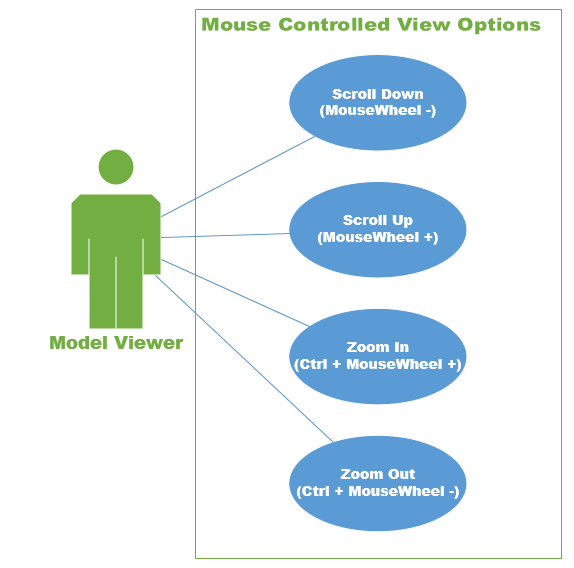 Mouse Controlled View Options
Scroll Down
(MouseWheel -)
Scroll Up
(MouseWheel +)
Model Viewer
Zoom In
(Ctrl + MouseWheel +)
Zoom Out
(Ctrl + MouseWheel -)